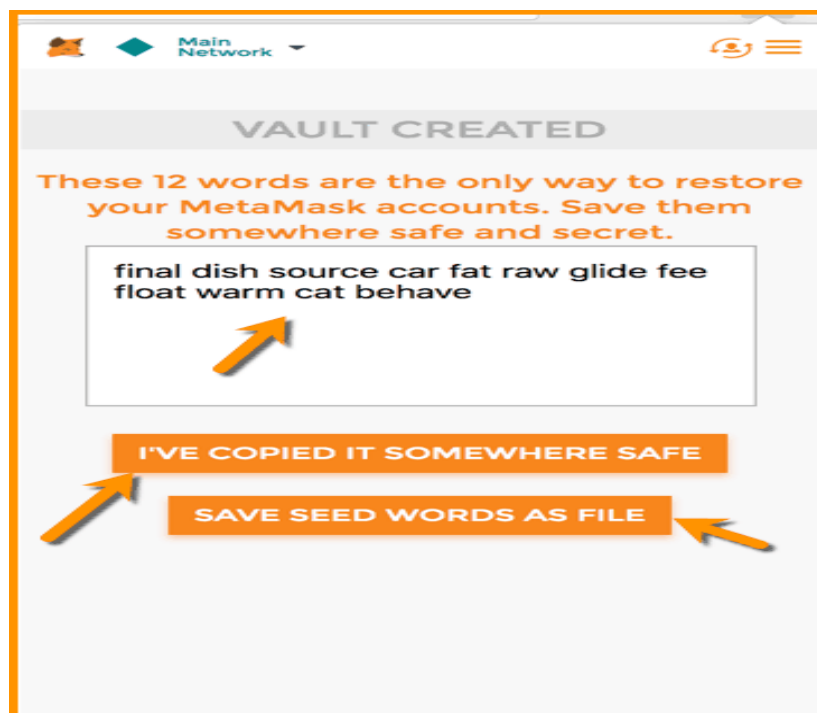 Main
Network
VAULT CREATED
These 12 words are the only way to restore
your MetaMask accounts. Save them
somewhere safe and secret.
final dish source car fat raw glide fee
float warm cat behave
I'VE COPIED IT SOMEWHERE SAFE
SAVE SEED WORDS AS FILE